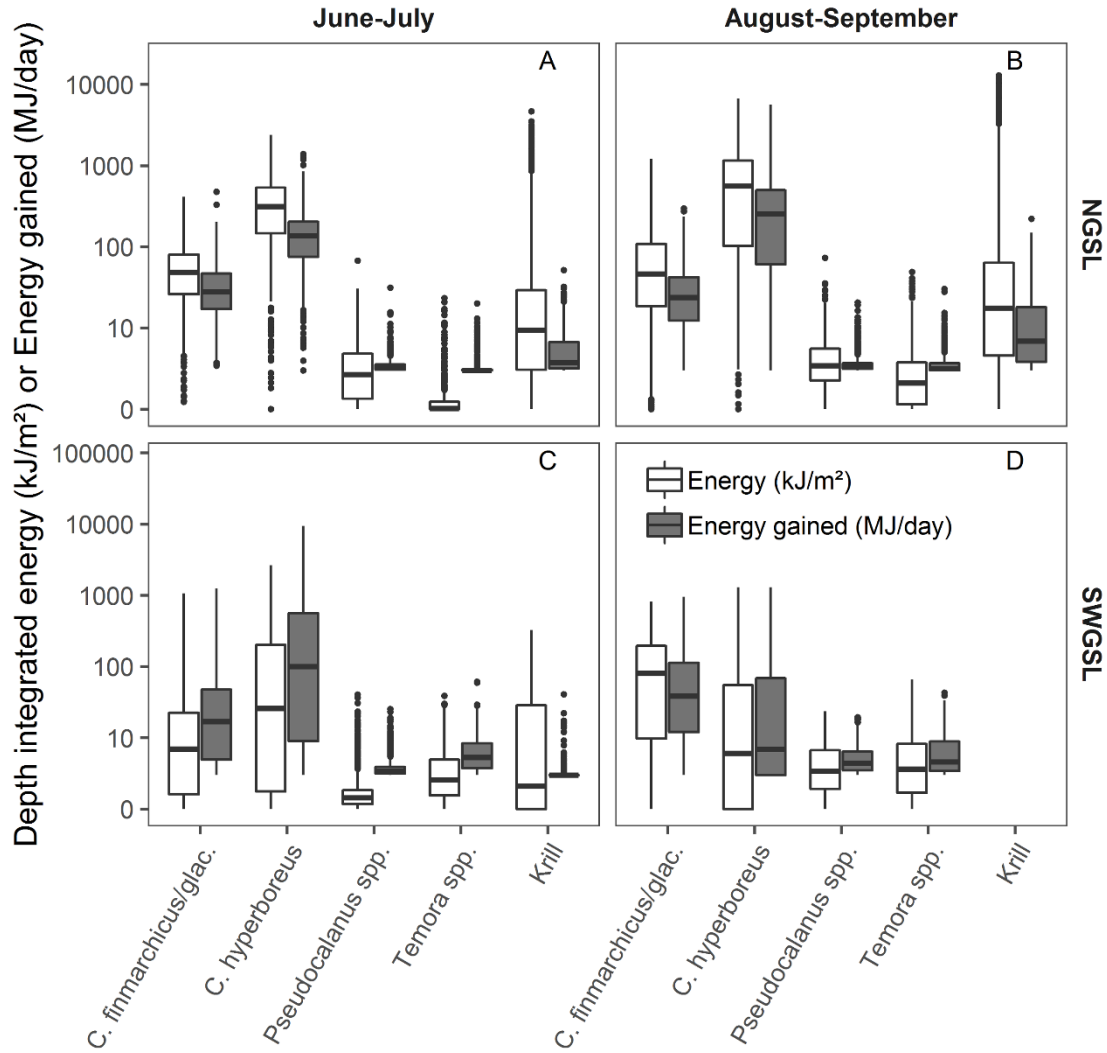 June-July
August-September
Depth integrated energy (kJ/m²) or Energy gained (MJ/day)
A
B
10000
1000
100
10
0
NGSL
C
D
100000
10000
1000
100
10
0
Energy (kJ/m²)
Energy gained (MJ/day)
SWGSL
C. finmarchicus/glac.
C. hyperboreus
Pseudocalanus spp.
Temora spp.
Krill
C. finmarchicus/glac.
C. hyperboreus
Pseudocalanus spp.
Temora spp.
Krill